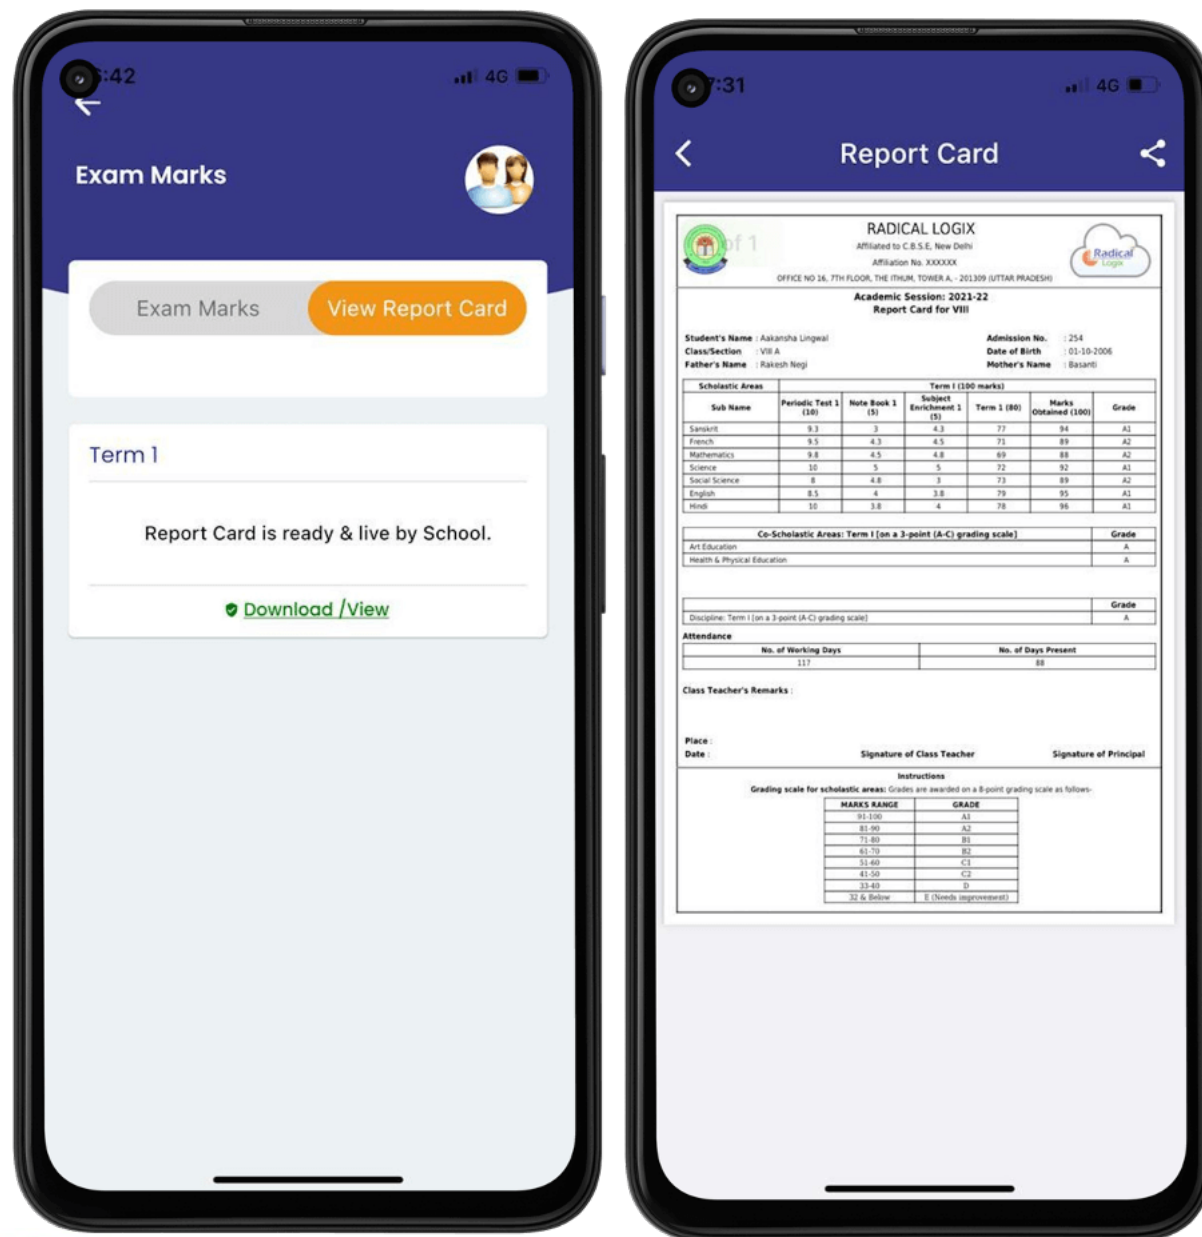 :42
4G
Exam Marks
Exam Marks
View Report Card
Term 1
Report Card is ready & live by School.
Download /View
7:31
4G
Report Card
of 1
RADICAL LOGIX
Affiliated to C.B.S.E, New Delhi
Affiliation No. XXXXXX
OFFICE NO 16, 7TH FLOOR, THE ITHUM, TOWER A, - 201309 (UTTAR PRADESH)
Radical
Logix
Academic Session: 2021-22
Report Card for VIII
Student's Name : Aakansha Lingwal Admission No. : 254
Class/Section : VIII A Date of Birth : 01-10-2006
Father's Name : Rakesh Negi Mother's Name : Basanti
Scholastic Areas Term I (100 marks)
Sub Name Periodic Test 1 (10) Note Book 1 (5) Subject Enrichment 1 (5) Term 1 (80) Marks Obtained (100) Grade
Sanskrit 9.3 3 4.3 77 94 A1
French 9.5 4.3 4.5 71 89 A2
Mathematics 9.8 4.5 4.8 69 88 A2
Science 10 5 5 72 92 A1
Social Science 8 4.8 3 73 89 A2
English 8.5 4 3.8 79 95 A1
Hindi 10 3.8 4 78 96 A1
Co-Scholastic Areas: Term I [on a 3-point (A-C) grading scale] Grade
Art Education A
Health & Physical Education A
Grade
Discipline: Term I [on a 3-point (A-C) grading scale] A
Attendance
No. of Working Days No. of Days Present
117 88
Class Teacher's Remarks :
Place :
Date : Signature of Class Teacher Signature of Principal
Instructions
Grading scale for scholastic areas: Grades are awarded on a 8-point grading scale as follows-
MARKS RANGE GRADE
91-100 A1
81-90 A2
71-80 B1
61-70 B2
51-60 C1
41-50 C2
33-40 D
32 & Below E (Needs improvement)